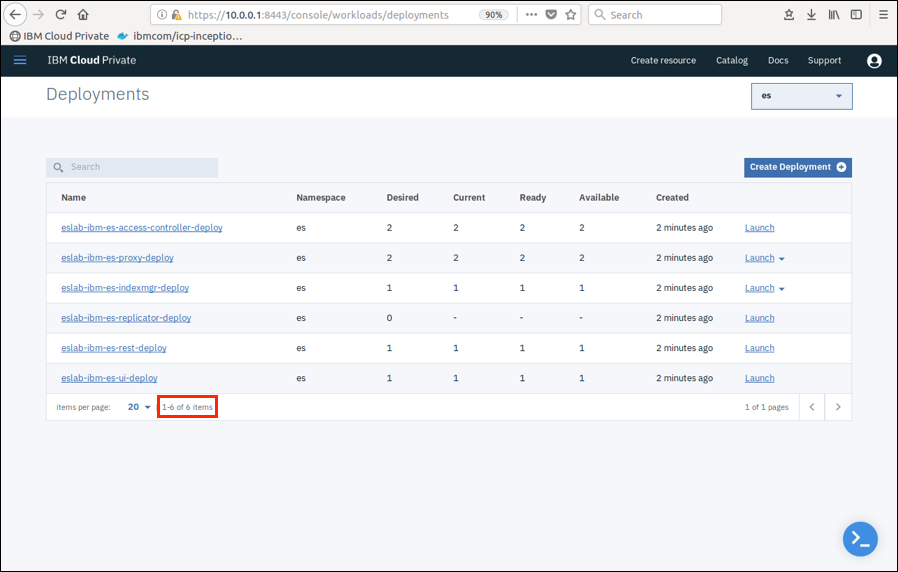 https://10.0.0.1:8443/console/workloads/deployments 90% Search
IBM Cloud Private ibmcom/icp-inceptio…
IBM Cloud Private Create resource Catalog Docs Support
Deployments es
Search Create Deployment
Name Namespace Desired Current Ready Available Created
eslab-ibm-es-access-controller-deploy es 2 2 2 2 2 minutes ago Launch
eslab-ibm-es-proxy-deploy es 2 2 2 2 2 minutes ago Launch
eslab-ibm-es-indexmgr-deploy es 1 1 1 1 2 minutes ago Launch
eslab-ibm-es-replicator-deploy es 0 - - - 2 minutes ago Launch
eslab-ibm-es-rest-deploy es 1 1 1 1 2 minutes ago Launch
eslab-ibm-es-ui-deploy es 1 1 1 1 2 minutes ago Launch
items per page: 20 1-6 of 6 items 1 of 1 pages